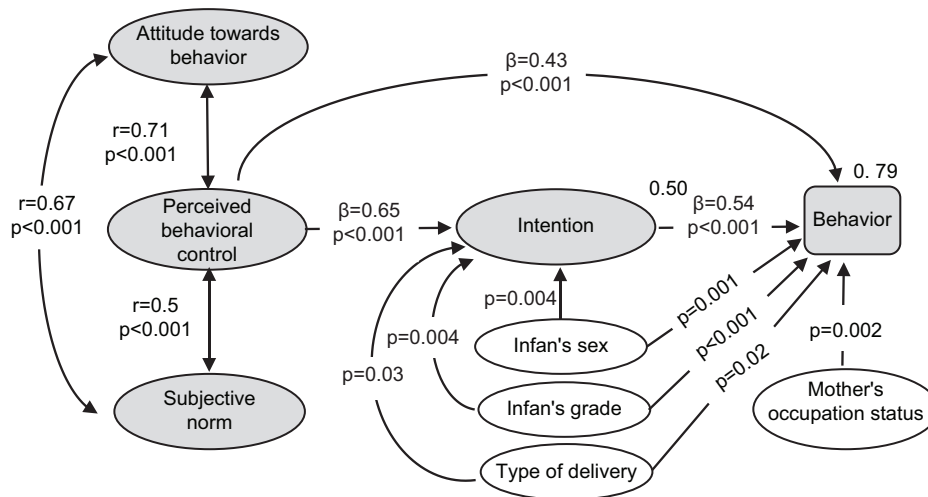 Attitude towards
behavior
β=0.43
p<0.001
r=0.71
p<0.001
r=0.67
p<0.001
Perceived
behavioral
control
β=0.65
p<0.001
Intention
0.50
β=0.54
p<0.001
0. 79
Behavior
r=0.5
p<0.001
p=0.004
p=0.001
p=0.004
p<0.001
p=0.002
p=0.03
p=0.02
Infan's sex
Infan's grade
Type of delivery
Mother's
occupation status
Subjective
norm